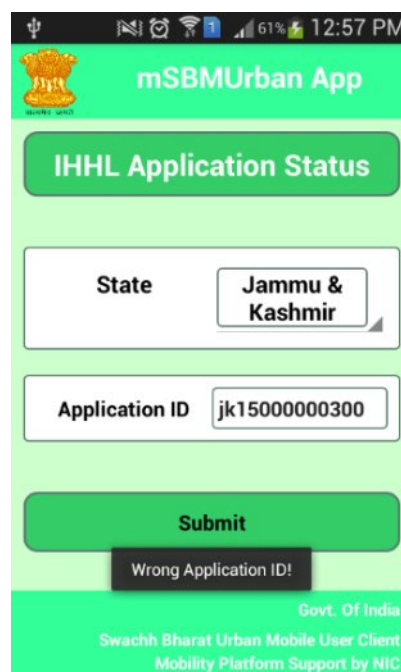 1 61% 12:57 PM
mSBMUrban App
IHHL Application Status
State
Jammu &
Kashmir
Application ID
jk15000000300
Submit
Wrong Application ID!
Govt. Of India
Swachh Bharat Urban Mobile User Client
Mobility Platform Support by NIC